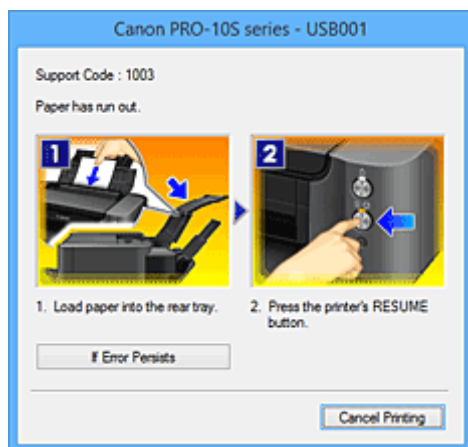 Canon PRO-10S series - USB001
Support Code : 1003
Paper has run out.
1
2
1. Load paper into the rear tray.
2. Press the printer's RESUME
button.
If Error Persists
Cancel Printing